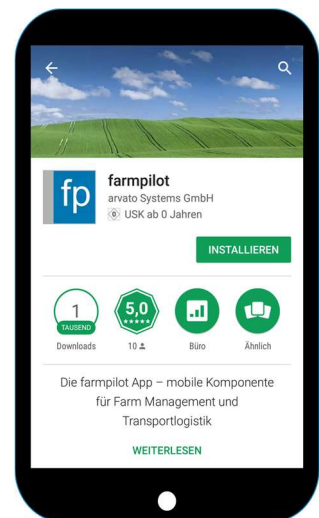 fp
farmpilot
arvato Systems GmbH
0 USK ab 0 Jahren
INSTALLIEREN
1
TAUSEND
Downloads
5,0
10
Büro
Ähnlich
Die farmpilot App – mobile Komponente
für Farm Management und
Transportlogistik
WEITERLESEN